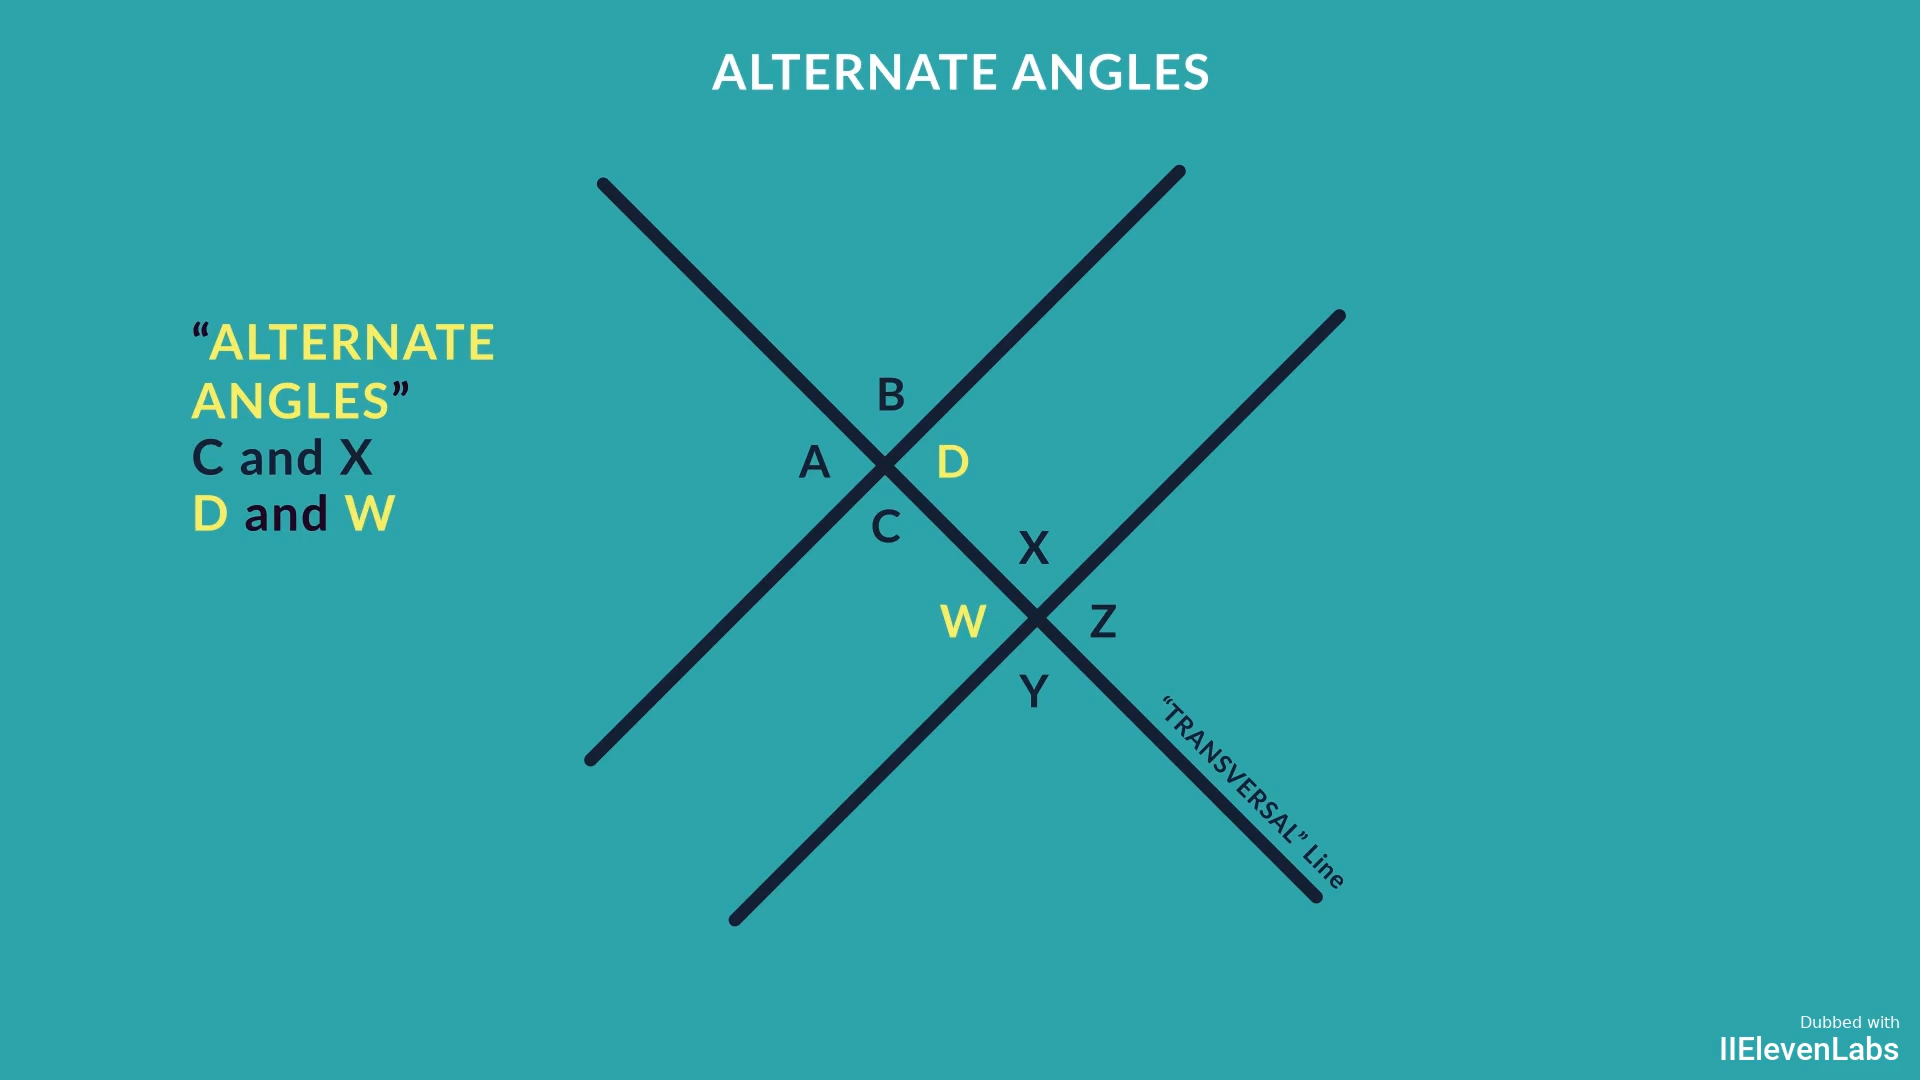 ALTERNATE ANGLES
“ALTERNATE
ANGLES”
C and X
D and W
B
A
D
C
X
W
Z
Y
“TRANSVERSAL” Line
Dubbed with
IIElevenLabs